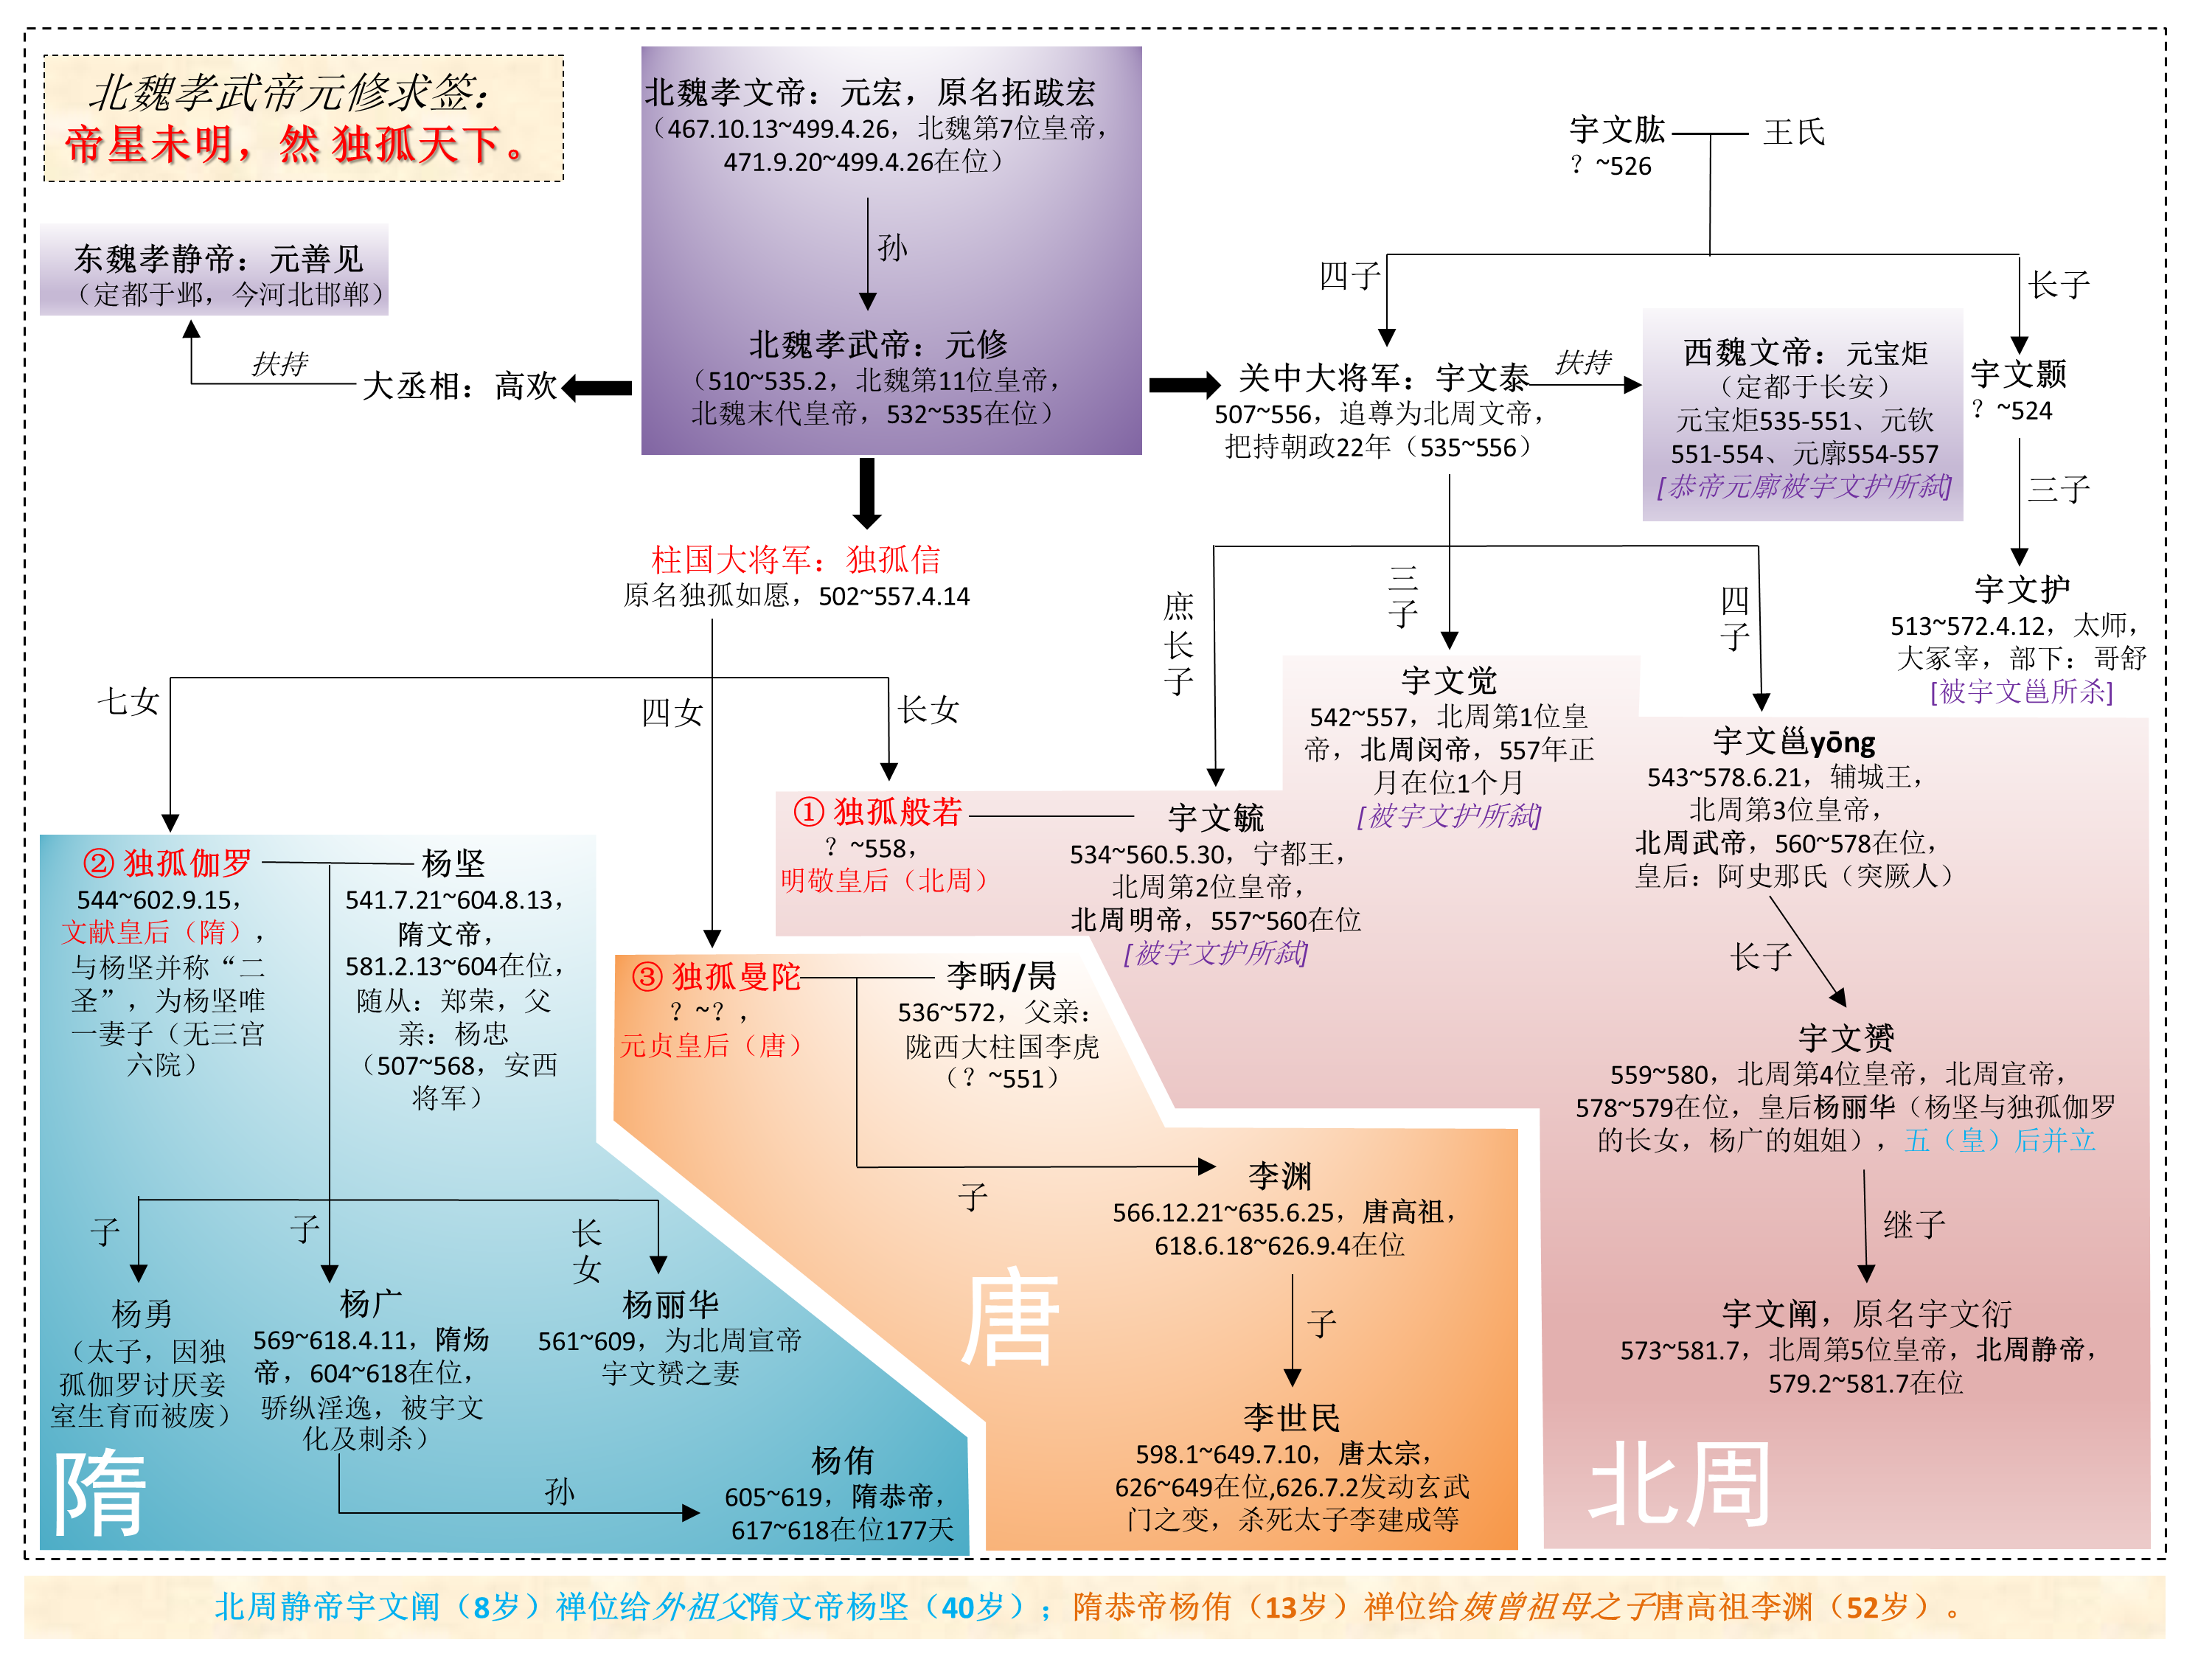 北魏孝武帝元修求签：
帝星未明，然 独孤天下。
北魏孝文帝：元宏，原名拓跋宏
（467.10.13~499.4.26，北魏第7位皇帝，
471.9.20~499.4.26在位）
孙
北魏孝武帝：元修
（510~535.2，北魏第11位皇帝，
北魏末代皇帝，532~535在位）
东魏孝静帝：元善见
（定都于邺，今河北邯郸）
扶持
大丞相：高欢
宇文肱
？~526
王氏
四子
长子
关中大将军：宇文泰
507~556，追尊为北周文帝，
把持朝政22年（535~556）
扶持
西魏文帝：元宝炬
（定都于长安）
元宝炬535-551、元钦
551-554、元廓554-557
[恭帝元廓被宇文护所弑]
宇文颢
？~524
三子
宇文护
513~572.4.12，太师，
大冢宰，部下：哥舒
[被宇文邕所杀]
柱国大将军：独孤信
原名独孤如愿，502~557.4.14
七女
四女
长女
庶
长
子
三
子
四
子
宇文觉
542~557，北周第1位皇
帝，北周闵帝，557年正
月在位1个月
[被宇文护所弑]
宇文邕yōng
543~578.6.21，辅城王，
北周第3位皇帝，
北周武帝，560~578在位，
皇后：阿史那氏（突厥人）
① 独孤般若
？~558，
明敬皇后（北周）
宇文毓
534~560.5.30，宁都王，
北周第2位皇帝，
北周明帝，557~560在位
[被宇文护所弑]
② 独孤伽罗
544~602.9.15，
文献皇后（隋），
与杨坚并称“二
圣”，为杨坚唯
一妻子（无三宫
六院）
杨坚
541.7.21~604.8.13，
隋文帝，
581.2.13~604在位，
随从：郑荣，父
亲：杨忠
（507~568，安西
将军）
③ 独孤曼陀
？~？，
元贞皇后（唐）
李昞/昺
536~572，父亲：
陇西大柱国李虎
（？~551）
长子
宇文赟
559~580，北周第4位皇帝，北周宣帝，
578~579在位，皇后杨丽华（杨坚与独孤伽罗
的长女，杨广的姐姐），五（皇）后并立
子
李渊
566.12.21~635.6.25，唐高祖，
618.6.18~626.9.4在位
继子
子
子
长
女
杨勇
（太子，因独
孤伽罗讨厌妾
室生育而被废）
杨广
569~618.4.11，隋炀
帝，604~618在位，
骄纵淫逸，被宇文
化及刺杀）
杨丽华
561~609，为北周宣帝
宇文赟之妻
唐
子
宇文阐，原名宇文衍
573~581.7，北周第5位皇帝，北周静帝，
579.2~581.7在位
李世民
598.1~649.7.10，唐太宗，
626~649在位,626.7.2发动玄武
门之变，杀死太子李建成等
隋
孙
杨侑
605~619，隋恭帝，
617~618在位177天
北周
北周静帝宇文阐（8岁）禅位给外祖父隋文帝杨坚（40岁）；隋恭帝杨侑（13岁）禅位给姨曾祖母之子唐高祖李渊（52岁）。